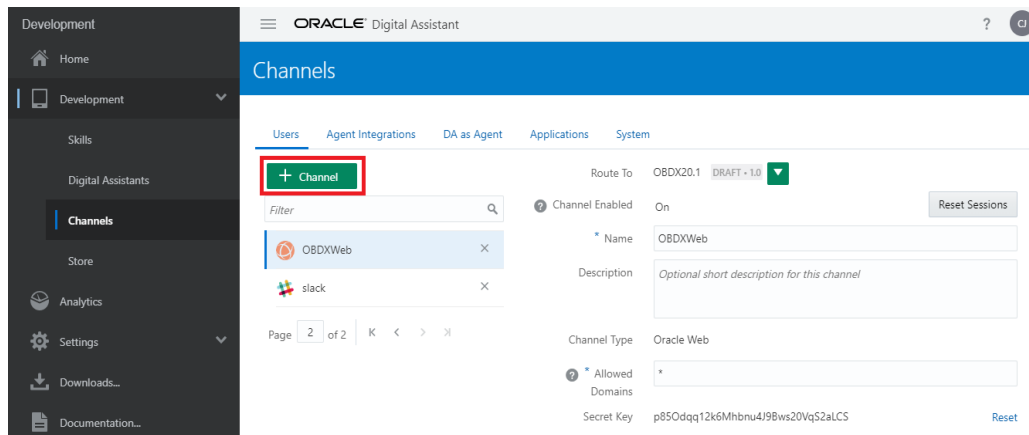 Development
Home
Development
Skills
Digital Assistants
Channels
Store
Analytics
Settings
Downloads...
Documentation...
ORACLE Digital Assistant
? CJ
Channels
Users Agent Integrations DA as Agent Applications System
+ Channel
Filter
OBDXWeb
slack
Page 2 of 2
Route To OBDX20.1 DRAFT • 1.0
Channel Enabled On Reset Sessions
* Name OBDXWeb
Description Optional short description for this channel
Channel Type Oracle Web
* Allowed Domains *
Secret Key p85Odqq12k6Mhbnu4J9Bws20VqS2aLCS Reset